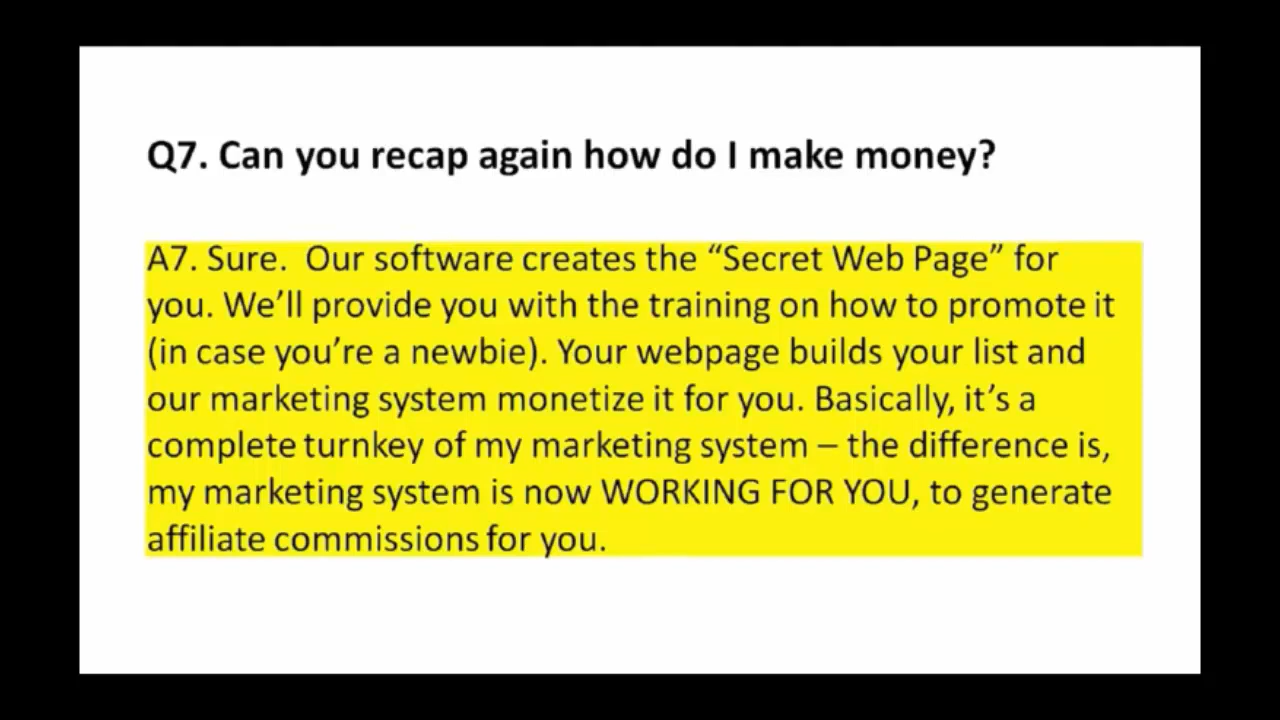 Q7. Can you recap again how do I make money?
A7. Sure.  Our software creates the “Secret Web Page” for
you. We’ll provide you with the training on how to promote it
(in case you’re a newbie). Your webpage builds your list and
our marketing system monetize it for you. Basically, it’s a
complete turnkey of my marketing system – the difference is,
my marketing system is now WORKING FOR YOU, to generate
affiliate commissions for you.